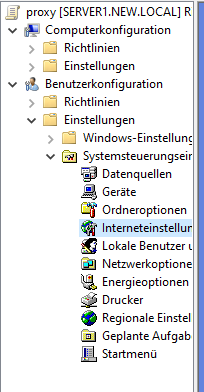 proxy [SERVER1.NEW.LOCAL] R
Computerkonfiguration
Richtlinien
Einstellungen
Benutzerkonfiguration
Richtlinien
Einstellungen
Windows-Einstellung
Systemsteuerungsein
Datenquellen
Geräte
Ordneroptionen
Interneteinstellun
Lokale Benutzer u
Netzwerkoptione
Energieoptionen
Drucker
Regionale Einstel
Geplante Aufgab
Startmenü